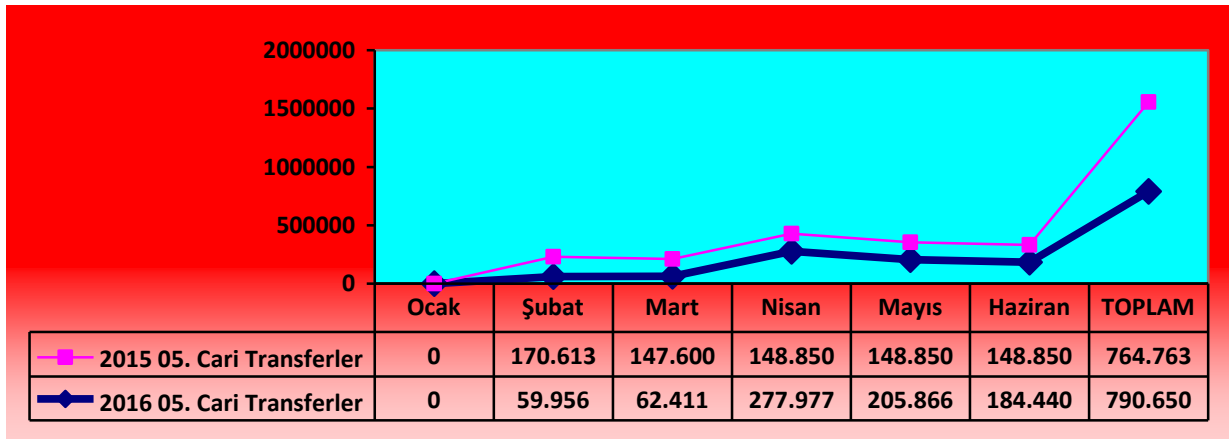 2000000
1500000
1000000
500000
0
Ocak Şubat Mart Nisan Mayıs Haziran TOPLAM
2015 05. Cari Transferler 0 170.613 147.600 148.850 148.850 148.850 764.763
2016 05. Cari Transferler 0 59.956 62.411 277.977 205.866 184.440 790.650